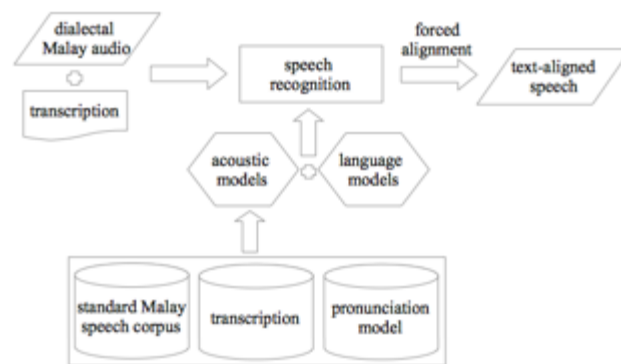 dialectal
Malay audio
transcription
speech
recognition
forced
alignment
text-aligned
speech
acoustic
models
language
models
standard Malay
speech corpus
transcription
pronunciation
model